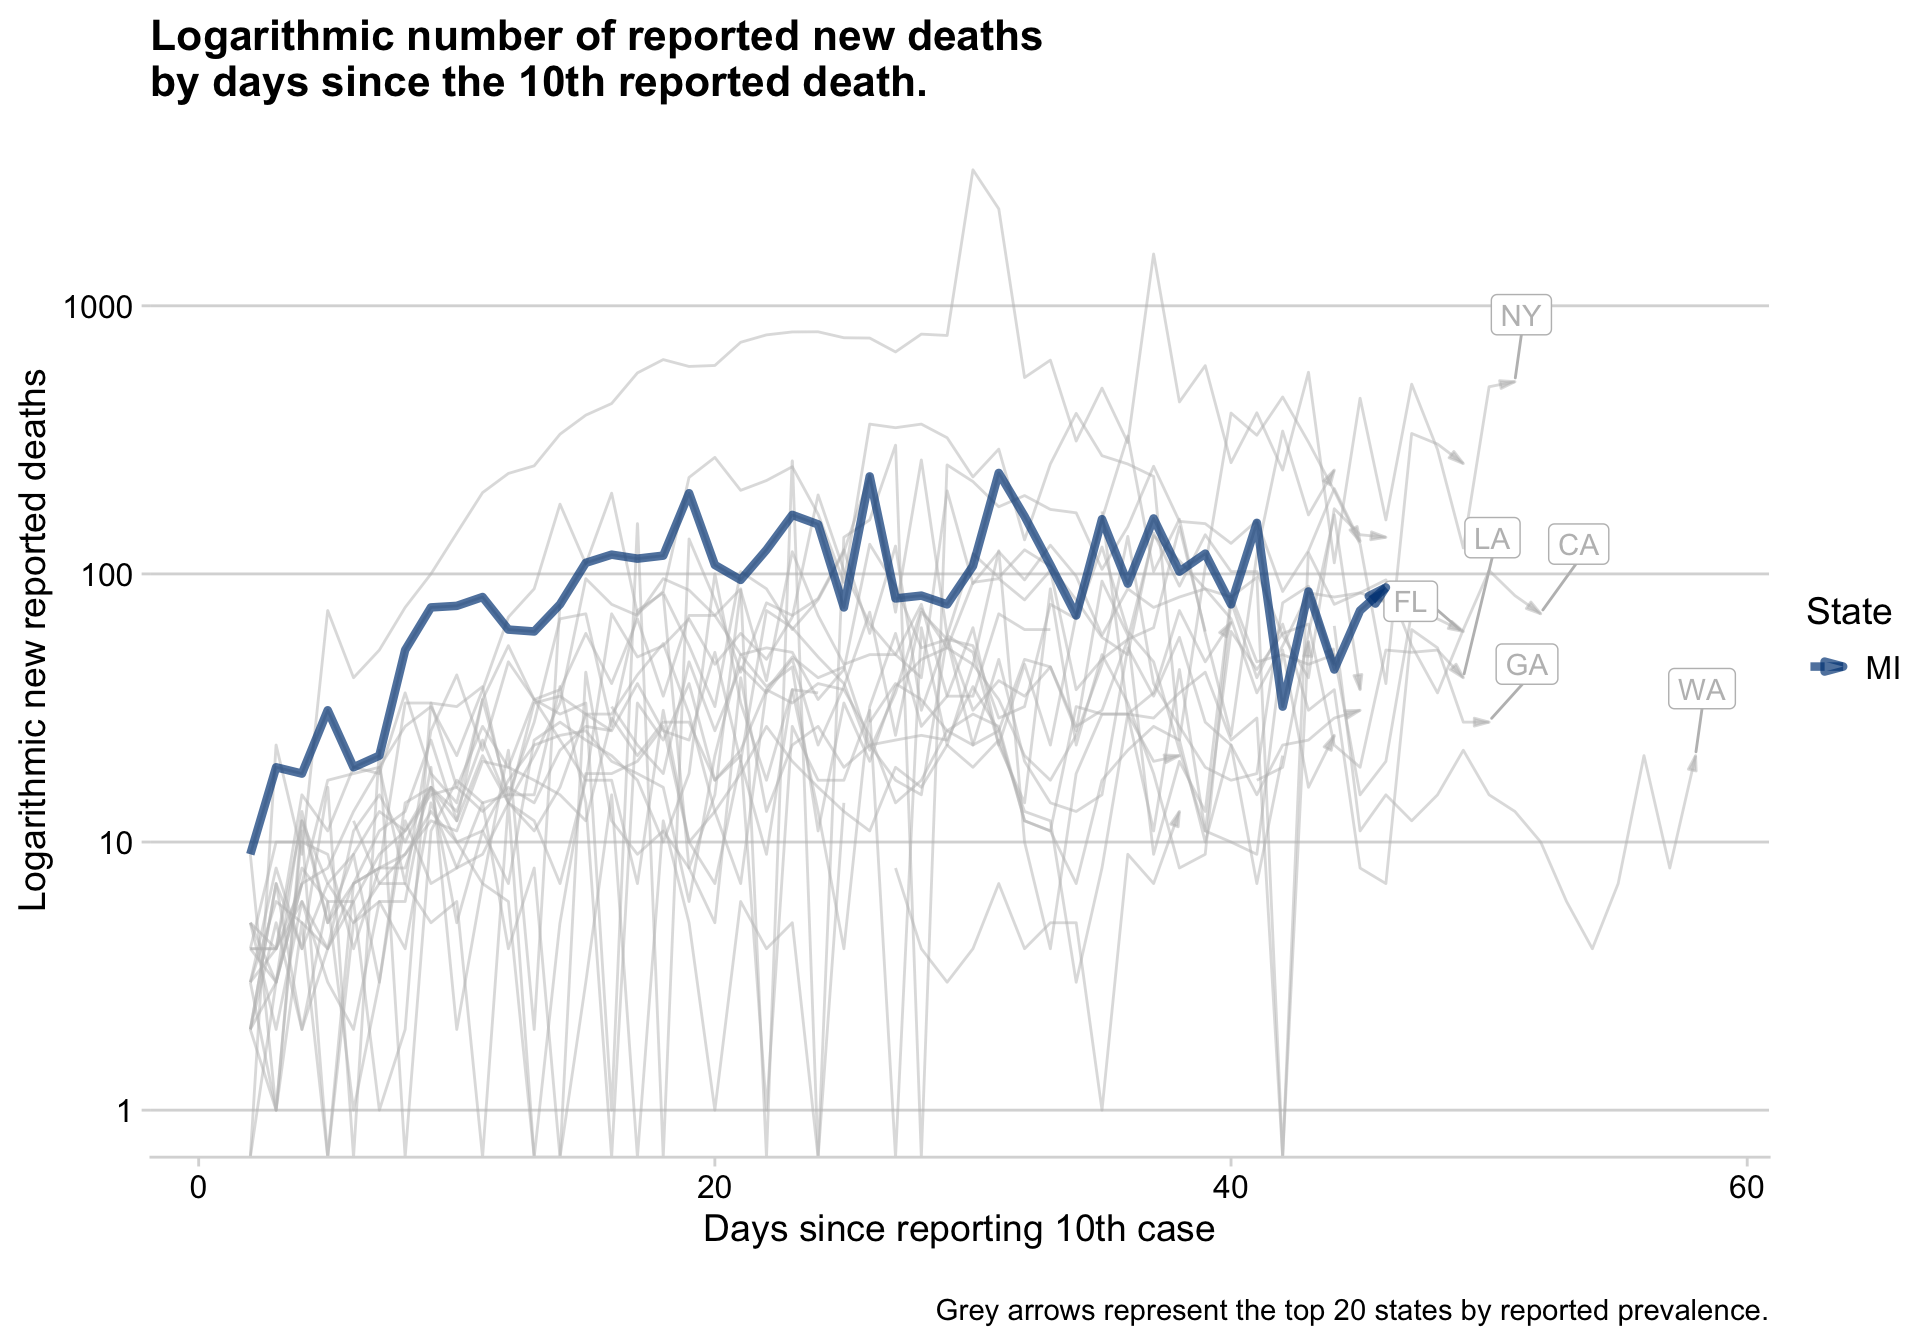 Logarithmic number of reported new deaths
by days since the 10th reported death.
Logarithmic new reported deaths
1000
100
10
1
NY
LA
CA
FL
GA
WA
State
MI
0
20
40
60
Days since reporting 10th case
Grey arrows represent the top 20 states by reported prevalence.